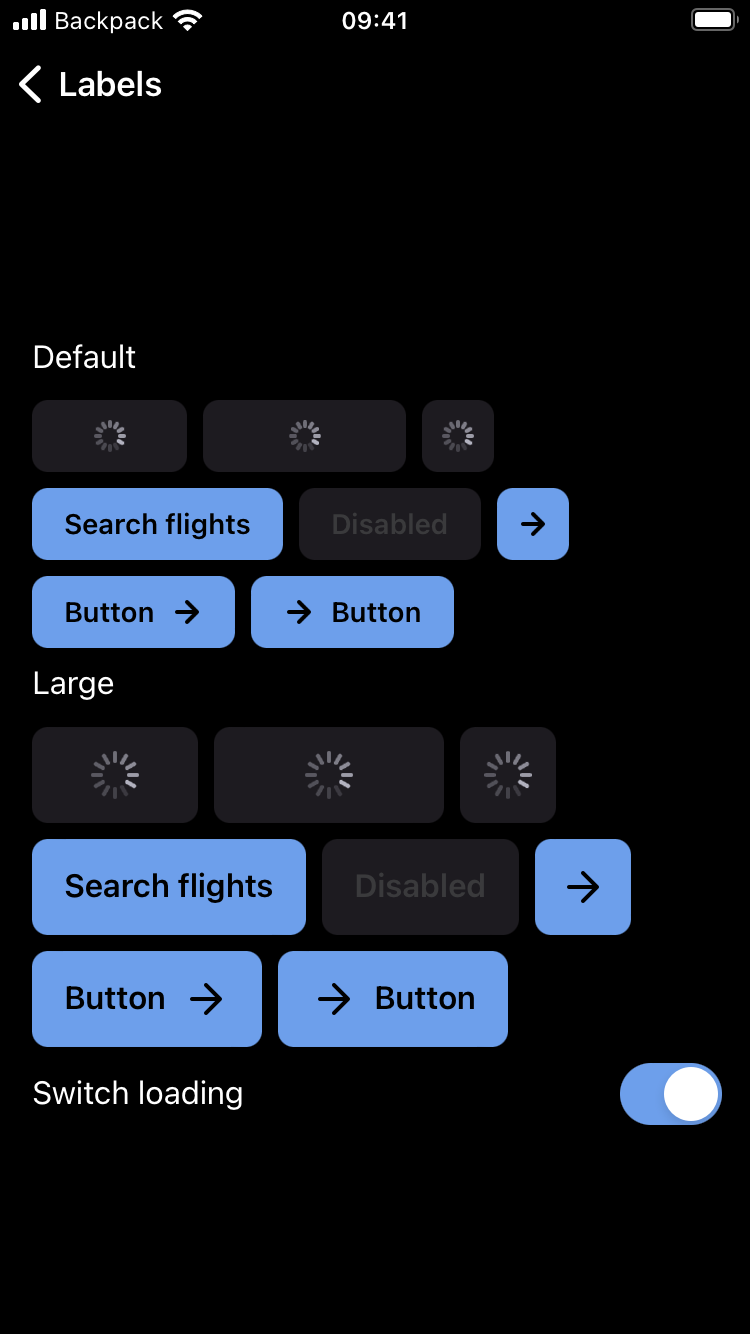 Backpack 09:41
Labels
Default
Search flights Disabled
Button Button
Large
Search flights Disabled
Button Button
Switch loading